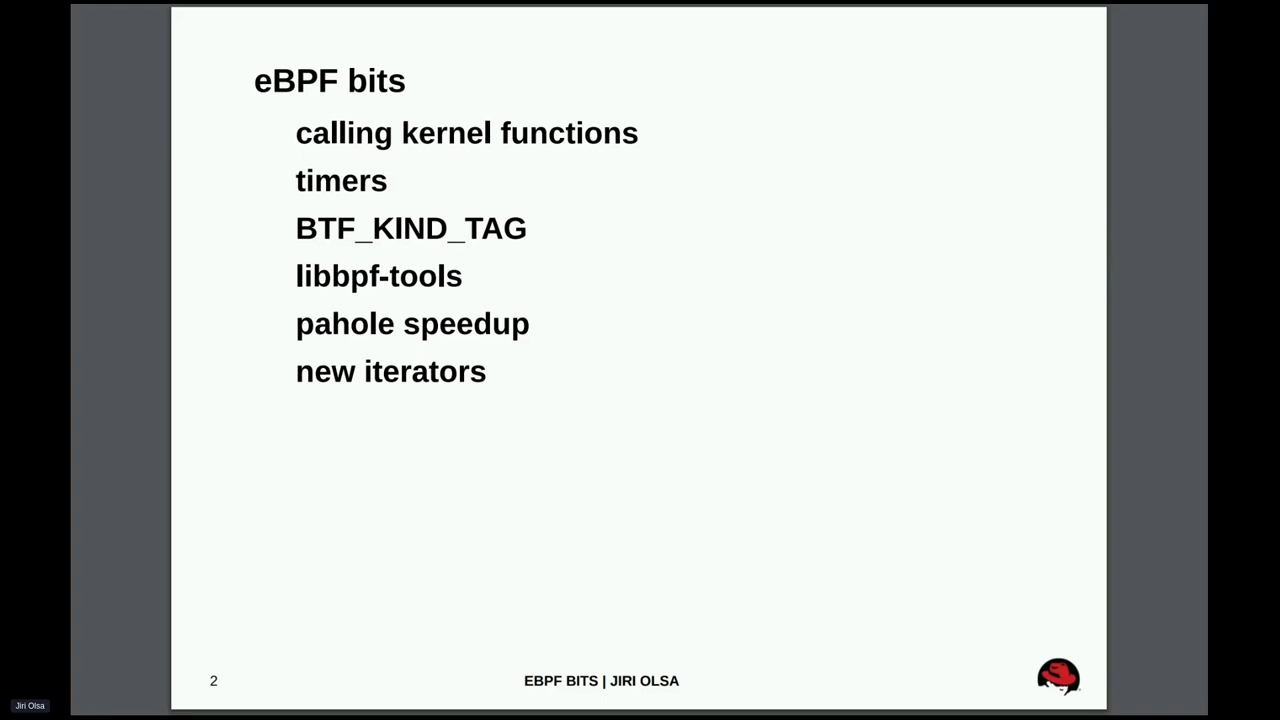 eBPF bits
calling kernel functions
timers
BTF_KIND_TAG
libbpf-tools
pahole speedup
new iterators
2
EBPF BITS | JIRI OLSA
Jiri Olsa